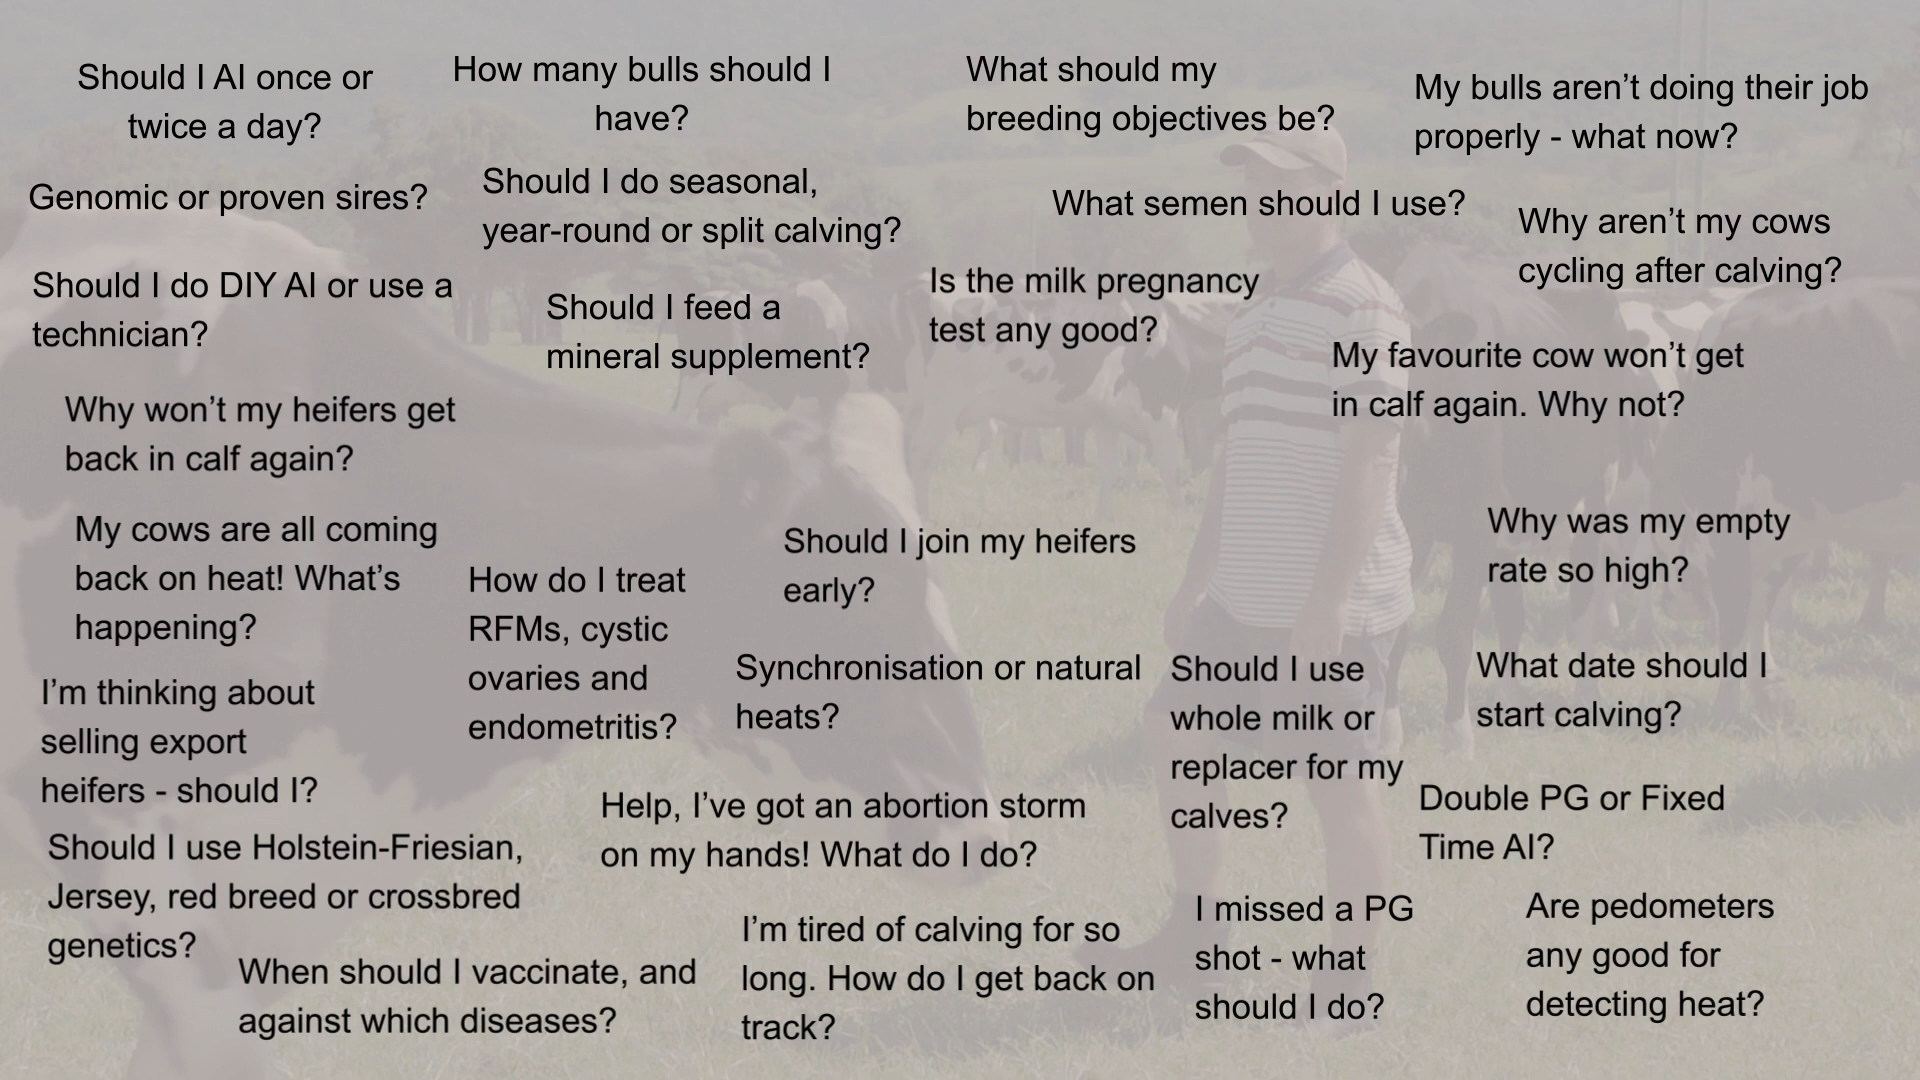 Should I AI once or
twice a day?
How many bulls should I
have?
What should my
breeding objectives be?
My bulls aren’t doing their job
properly - what now?
Genomic or proven sires?
Should I do seasonal,
year-round or split calving?
What semen should I use?
Why aren’t my cows
cycling after calving?
Should I do DIY AI or use a
technician?
Should I feed a
mineral supplement?
Is the milk pregnancy
test any good?
My favourite cow won’t get
in calf again. Why not?
Why won’t my heifers get
back in calf again?
My cows are all coming
back on heat! What’s
happening?
How do I treat
RFMs, cystic
ovaries and
endometritis?
Should I join my heifers
early?
Why was my empty
rate so high?
I’m thinking about
selling export
heifers - should I?
Synchronisation or natural
heats?
Should I use
whole milk or
replacer for my
calves?
What date should I
start calving?
Help, I’ve got an abortion storm
on my hands! What do I do?
Double PG or Fixed
Time AI?
Should I use Holstein-Friesian,
Jersey, red breed or crossbred
genetics?
When should I vaccinate, and
against which diseases?
I’m tired of calving for so
long. How do I get back on
track?
I missed a PG
shot - what
should I do?
Are pedometers
any good for
detecting heat?